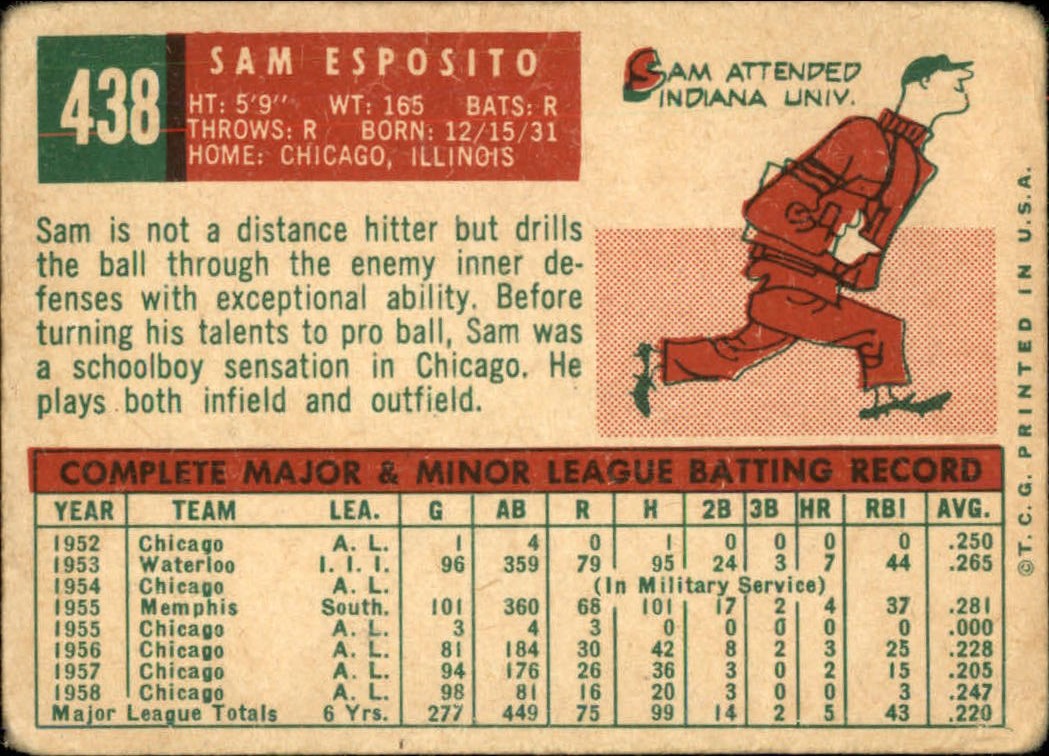 438
SAM ESPOSITO
HT: 5'9" WT: 165 BATS: R
THROWS: R BORN: 12/15/31
HOME: CHICAGO, ILLINOIS
SAM ATTENDED
INDIANA UNIV.
Sam is not a distance hitter but drills
the ball through the enemy inner de-
fenses with exceptional ability. Before
turning his talents to pro ball, Sam was
a schoolboy sensation in Chicago. He
plays both infield and outfield.
COMPLETE MAJOR & MINOR LEAGUE BATTING RECORD
YEAR TEAM LEA. G AB R H 2B 3B HR RBI AVG.
1952 Chicago A. L. 1 4 0 1 0 0 0 0 .250
1953 Waterloo I. I. I. 96 359 79 95 24 3 7 44 .265
1954 Chicago A. L. (In Military Service)
1955 Memphis South. 101 360 68 101 17 2 4 37 .281
1955 Chicago A. L. 3 4 3 0 0 0 0 0 .000
1956 Chicago A. L. 81 184 30 42 8 2 3 25 .228
1957 Chicago A. L. 94 176 26 36 3 0 2 15 .205
1958 Chicago A. L. 98 81 16 20 3 0 0 3 .247
Major League Totals 6 Yrs. 277 449 75 99 14 2 5 43 .220
©T. C. G. PRINTED IN U.S.A.